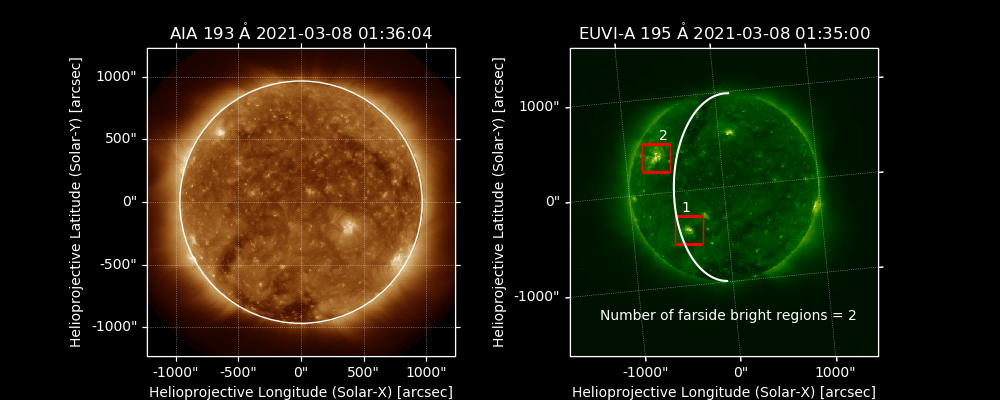 AIA 193 Å 2021-03-08 01:36:04
Helioprojective Latitude (Solar-Y) [arcsec]
1000"
500"
0"
-500"
-1000"
-1000"
-500"
0"
500"
1000"
Helioprojective Longitude (Solar-X) [arcsec]
EUVI-A 195 Å 2021-03-08 01:35:00
Helioprojective Latitude (Solar-Y) [arcsec]
1000"
0"
-1000"
2
1
Number of farside bright regions = 2
-1000"
0"
1000"
Helioprojective Longitude (Solar-X) [arcsec]